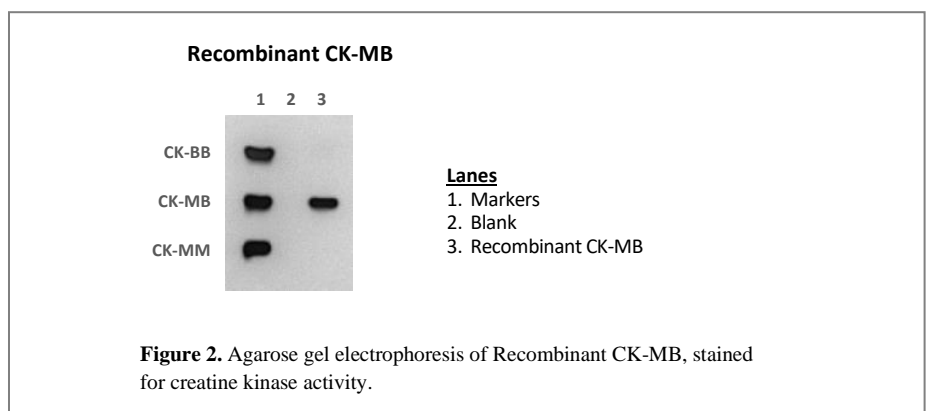 Recombinant CK-MB
1 2 3
CK-BB
CK-MB
CK-MM
Lanes
1. Markers
2. Blank
3. Recombinant CK-MB
Figure 2. Agarose gel electrophoresis of Recombinant CK-MB, stained
for creatine kinase activity.